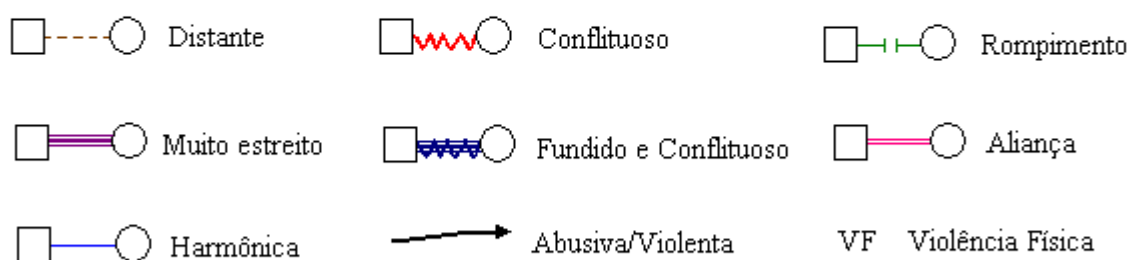 Distante
Conflituoso
Rompimento
Muito estreito
Fundido e Conflituoso
Aliança
Harmônica
Abusiva/Violenta
VF Violência Física